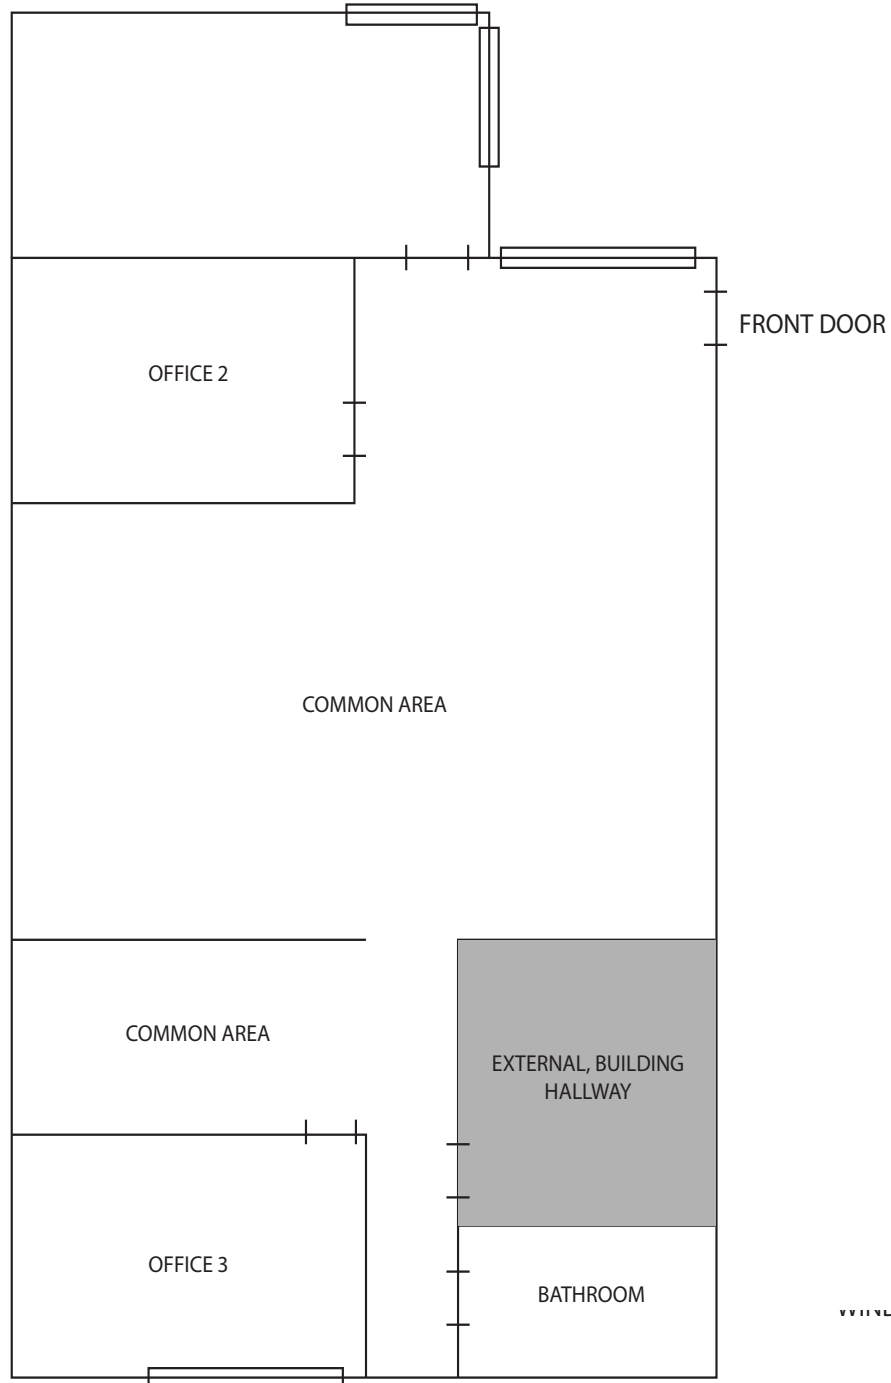 FRONT DOOR
OFFICE 2
COMMON AREA
COMMON AREA
EXTERNAL, BUILDING
HALLWAY
OFFICE 3
BATHROOM